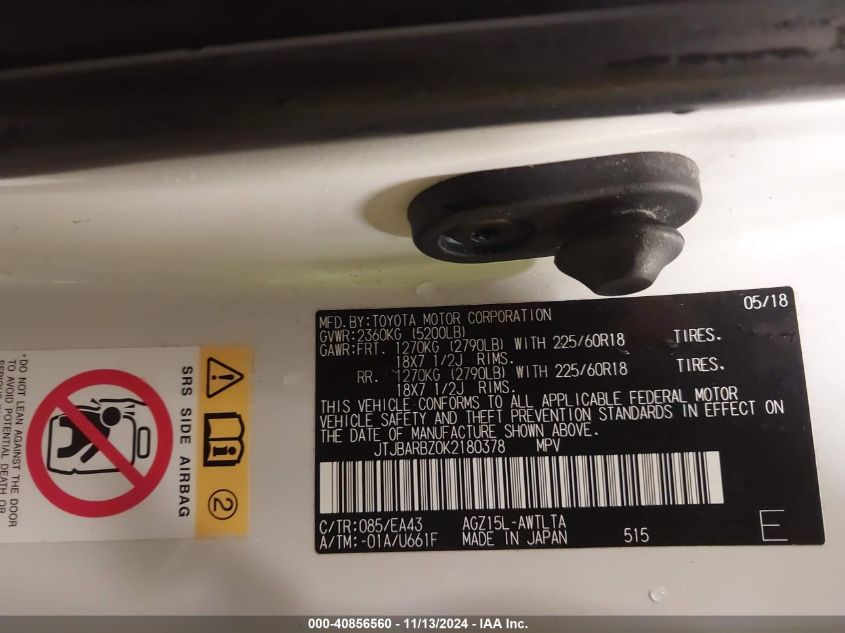 05/18
MFD.BY:TOYOTA MOTOR CORPORATION
GVWR:2360KG (5200LB)
GAWR:FRT. 1270KG (2790LB) WITH 225/60R18 TIRES.
18X7 1/2J RIMS.
RR. 1270KG (2790LB) WITH 225/60R18 TIRES.
18X7 1/2J RIMS.
THIS VEHICLE CONFORMS TO ALL APPLICABLE FEDERAL MOTOR
VEHICLE SAFETY AND THEFT PREVENTION STANDARDS IN EFFECT ON
THE DATE OF MANUFACTURE SHOWN ABOVE.
JTJBARBZ0K2180378 MPV
C/TR:085/EA43 AGZ15L-AWTLTA
A/TM:-01A/U661F MADE IN JAPAN 515 E
SRS SIDE AIRBAG
2
•DO NOT LEAN AGAINST THE DOOR
TO AVOID POTENTIAL DEATH OR
000-40856560 - 11/13/2024 - IAA Inc.